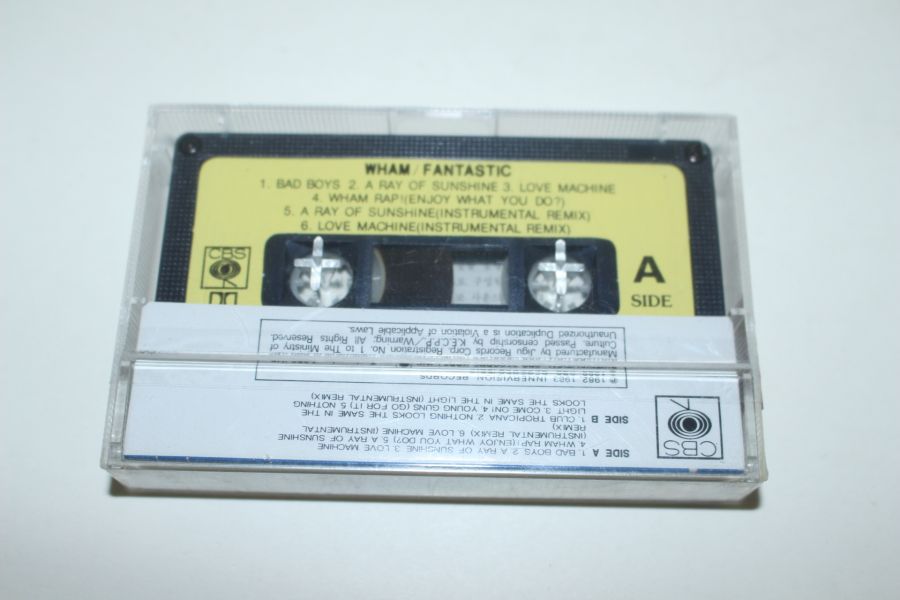 WHAM/FANTASTIC
1. BAD BOYS 2. A RAY OF SUNSHINE 3. LOVE MACHINE
4. WHAM RAP!(ENJOY WHAT YOU DO?)
5. A RAY OF SUNSHINE(INSTRUMENTAL REMIX)
6. LOVE MACHINE(INSTRUMENTAL REMIX)
CBS
A
SIDE
CBS
SIDE A 1. BAD BOYS 2. A RAY OF SUNSHINE 3. LOVE MACHINE
4 WHAM RAP! (ENJOY WHAT YOU DO?) 5. A RAY OF SUNSHINE
(INSTRUMENTAL REMIX) 6. LOVE MACHINE (INSTRUMENTAL
REMIX)
SIDE B 1. CLUB TROPICANA 2. NOTHING LOOKS THE SAME IN THE
LIGHT 3. COME ON! 4 YOUNG GUNS (GO FOR IT) 5 NOTHING
LOOKS THE SAME IN THE LIGHT (INSTRUMENTAL REMIX)
℗ 1982 1983 INNERVISION RECORDS
Manufactured by Jigu Records Corp. Registration No. 1 to The Ministry of
Culture. Passed censorship by K.E.C.P.P./Warning: All Rights Reserved.
Unauthorized Duplication is a Violation of Applicable Laws.